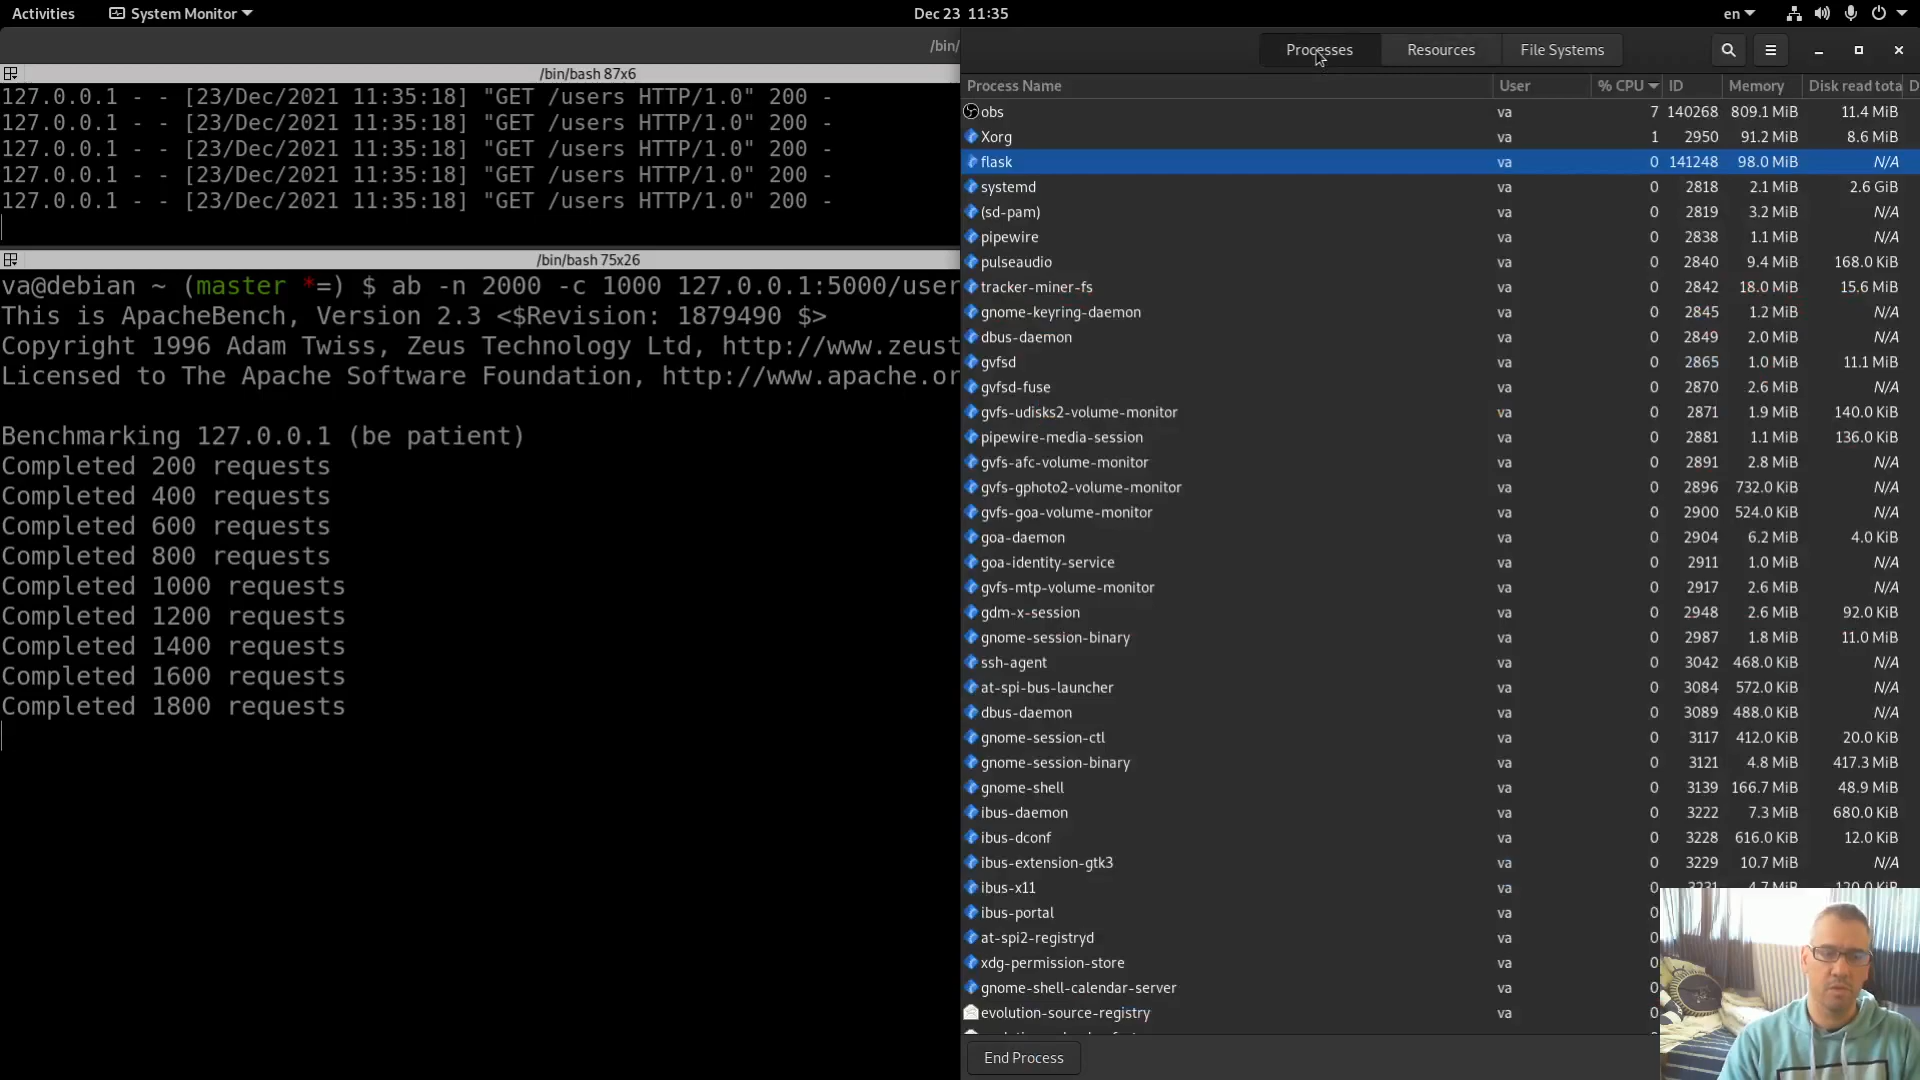 Activities System Monitor Dec 23 11:35 en
/bin/
/bin/bash 87x6
127.0.0.1 - - [23/Dec/2021 11:35:18] "GET /users HTTP/1.0" 200 -
127.0.0.1 - - [23/Dec/2021 11:35:18] "GET /users HTTP/1.0" 200 -
127.0.0.1 - - [23/Dec/2021 11:35:18] "GET /users HTTP/1.0" 200 -
127.0.0.1 - - [23/Dec/2021 11:35:18] "GET /users HTTP/1.0" 200 -
127.0.0.1 - - [23/Dec/2021 11:35:18] "GET /users HTTP/1.0" 200 -
/bin/bash 75x26
va@debian ~ (master *=) $ ab -n 2000 -c 1000 127.0.0.1:5000/user
This is ApacheBench, Version 2.3 <$Revision: 1879490 $>
Copyright 1996 Adam Twiss, Zeus Technology Ltd, http://www.zeust
Licensed to The Apache Software Foundation, http://www.apache.or
Benchmarking 127.0.0.1 (be patient)
Completed 200 requests
Completed 400 requests
Completed 600 requests
Completed 800 requests
Completed 1000 requests
Completed 1200 requests
Completed 1400 requests
Completed 1600 requests
Completed 1800 requests
Processes Resources File Systems
Process Name User % CPU ID Memory Disk read tota D
obs va 7 140268 809.1 MiB 11.4 MiB
Xorg va 1 2950 91.2 MiB 8.6 MiB
flask va 0 141248 98.0 MiB N/A
systemd va 0 2818 2.1 MiB 2.6 GiB
(sd-pam) va 0 2819 3.2 MiB N/A
pipewire va 0 2838 1.1 MiB N/A
pulseaudio va 0 2840 9.4 MiB 168.0 KiB
tracker-miner-fs va 0 2842 18.0 MiB 15.6 MiB
gnome-keyring-daemon va 0 2845 1.2 MiB N/A
dbus-daemon va 0 2849 2.0 MiB N/A
gvfsd va 0 2865 1.0 MiB 11.1 MiB
gvfsd-fuse va 0 2870 2.6 MiB N/A
gvfs-udisks2-volume-monitor va 0 2871 1.9 MiB 140.0 KiB
pipewire-media-session va 0 2881 1.1 MiB 136.0 KiB
gvfs-afc-volume-monitor va 0 2891 2.8 MiB N/A
gvfs-gphoto2-volume-monitor va 0 2896 732.0 KiB N/A
gvfs-goa-volume-monitor va 0 2900 524.0 KiB N/A
goa-daemon va 0 2904 6.2 MiB 4.0 KiB
goa-identity-service va 0 2911 1.0 MiB N/A
gvfs-mtp-volume-monitor va 0 2917 2.6 MiB N/A
gdm-x-session va 0 2948 2.6 MiB 92.0 KiB
gnome-session-binary va 0 2987 1.8 MiB 11.0 MiB
ssh-agent va 0 3042 468.0 KiB N/A
at-spi-bus-launcher va 0 3084 572.0 KiB N/A
dbus-daemon va 0 3089 488.0 KiB N/A
gnome-session-ctl va 0 3117 412.0 KiB 20.0 KiB
gnome-session-binary va 0 3121 4.8 MiB 417.3 MiB
gnome-shell va 0 3139 166.7 MiB 48.9 MiB
ibus-daemon va 0 3222 7.3 MiB 680.0 KiB
ibus-dconf va 0 3228 616.0 KiB 12.0 KiB
ibus-extension-gtk3 va 0 3229 10.7 MiB N/A
ibus-x11 va 0
ibus-portal va 0
at-spi2-registryd va 0
xdg-permission-store va 0
gnome-shell-calendar-server va 0
evolution-source-registry va 0
End Process